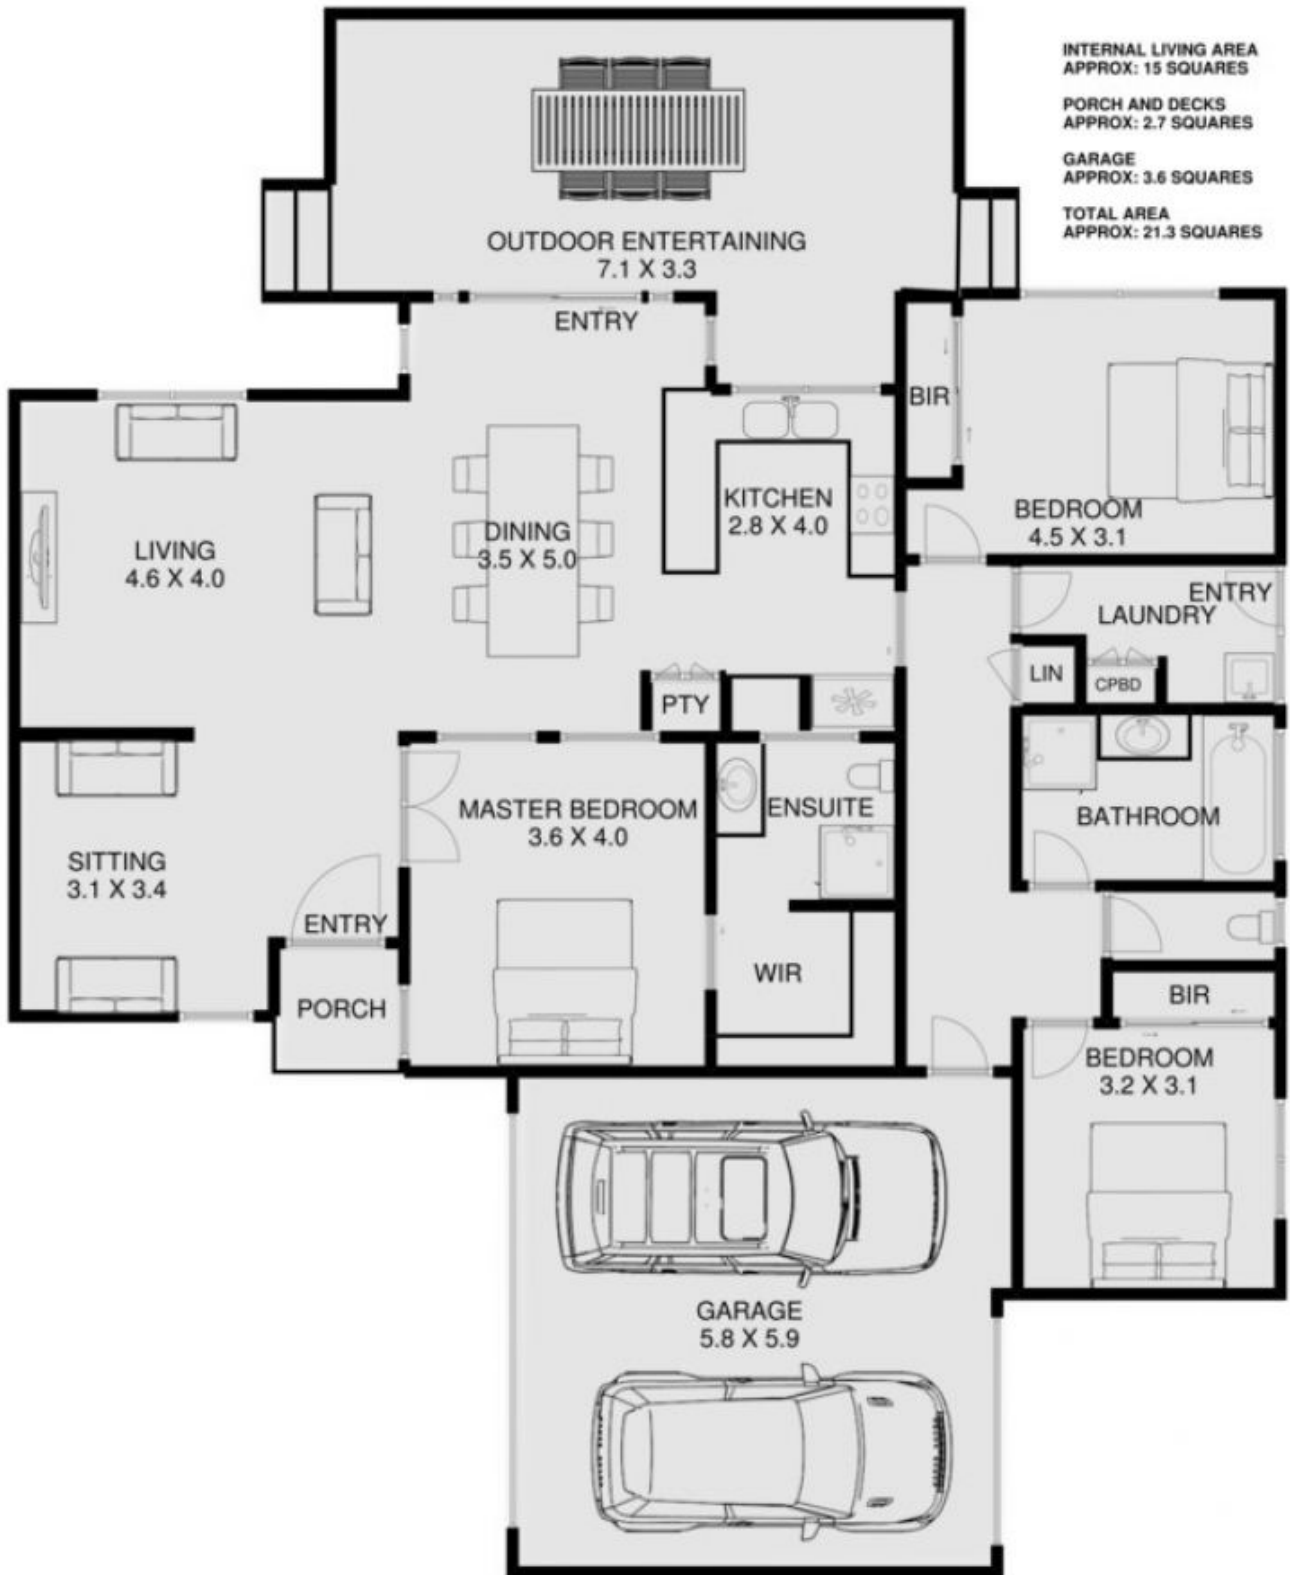 INTERNAL LIVING AREA
APPROX: 15 SQUARES
PORCH AND DECKS
APPROX: 2.7 SQUARES
GARAGE
APPROX: 3.6 SQUARES
TOTAL AREA
APPROX: 21.3 SQUARES
OUTDOOR ENTERTAINING
7.1 X 3.3
ENTRY
BIR
BEDROOM
4.5 X 3.1
KITCHEN
2.8 X 4.0
DINING
3.5 X 5.0
LIVING
4.6 X 4.0
ENTRY
LAUNDRY
LIN
CPBD
PTY
MASTER BEDROOM
3.6 X 4.0
ENSUITE
BATHROOM
SITTING
3.1 X 3.4
ENTRY
PORCH
WIR
BIR
BEDROOM
3.2 X 3.1
GARAGE
5.8 X 5.9